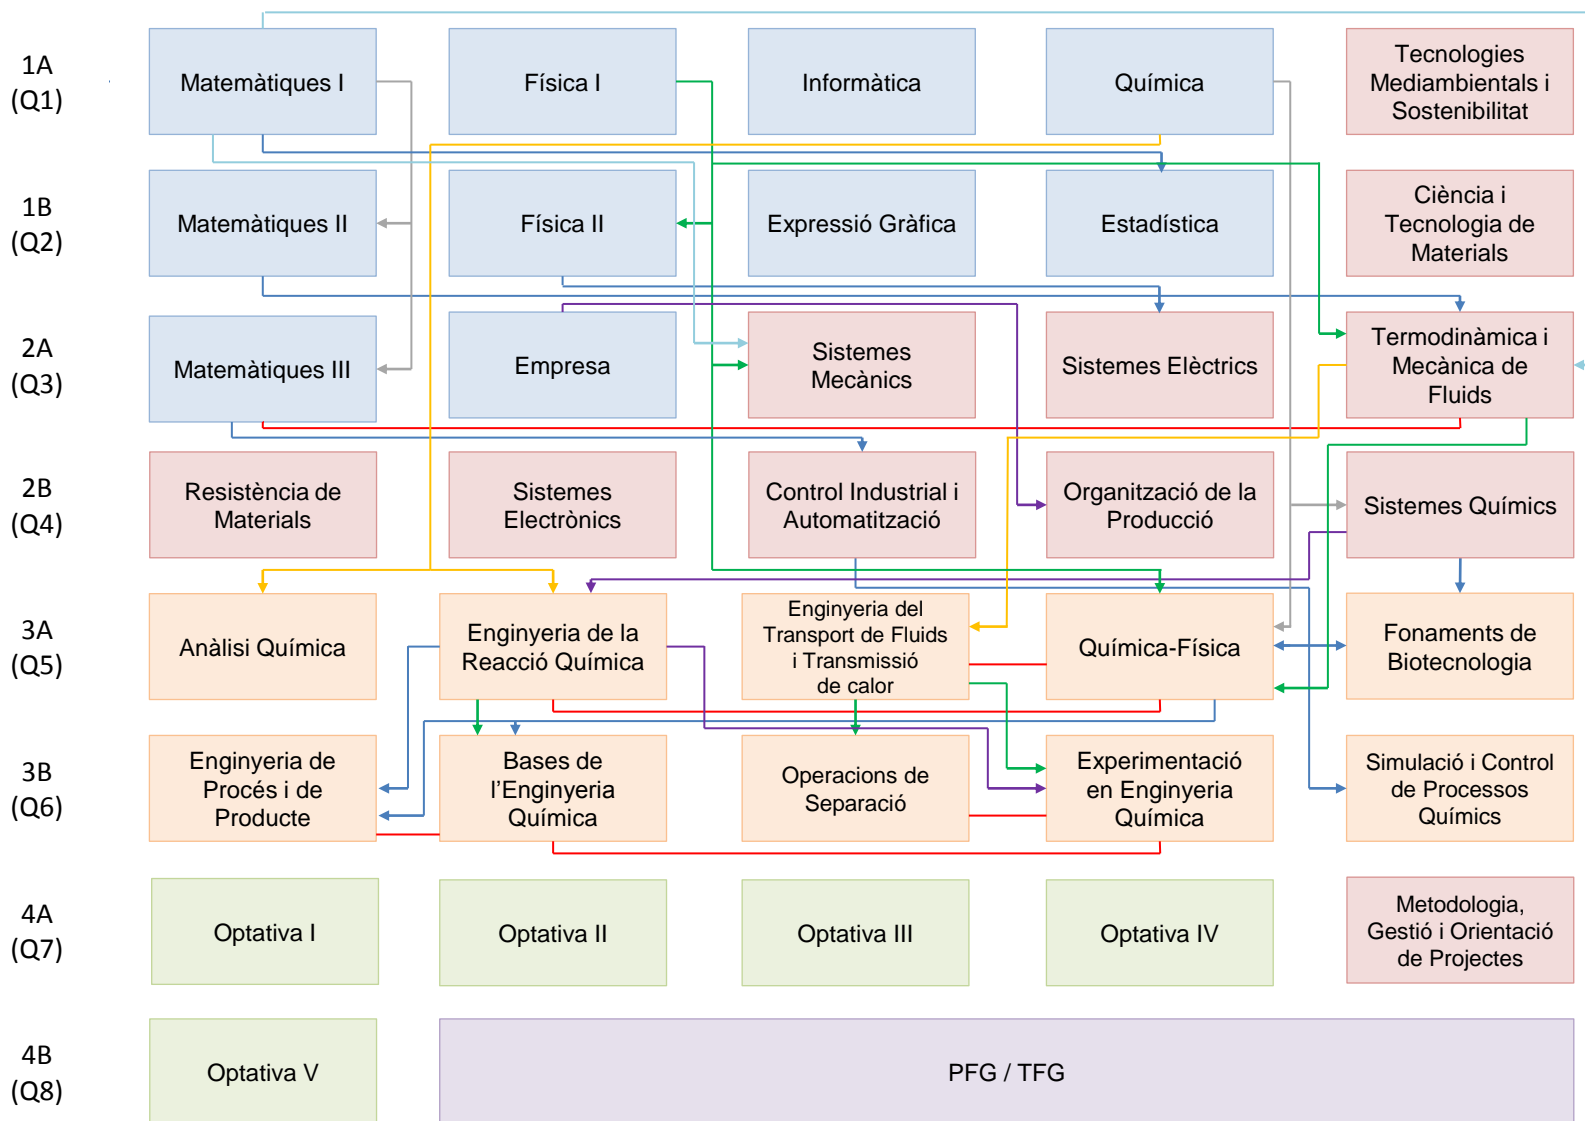 1A
(Q1)
Matemàtiques I
Física I
Informàtica
Química
Tecnologies
Mediambientals i
Sostenibilitat
1B
(Q2)
Matemàtiques II
Física II
Expressió Gràfica
Estadística
Ciència i
Tecnologia de
Materials
2A
(Q3)
Matemàtiques III
Empresa
Sistemes
Mecànics
Sistemes Elèctrics
Termodinàmica i
Mecànica de
Fluids
2B
(Q4)
Resistència de
Materials
Sistemes
Electrònics
Control Industrial i
Automatització
Organització de la
Producció
Sistemes Químics
3A
(Q5)
Anàlisi Química
Enginyeria de la
Reacció Química
Enginyeria del
Transport de Fluids
i Transmissió
de calor
Química-Física
Fonaments de
Biotecnologia
3B
(Q6)
Enginyeria de
Procés i de
Producte
Bases de
l’Enginyeria
Química
Operacions de
Separació
Experimentació
en Enginyeria
Química
Simulació i Control
de Processos
Químics
4A
(Q7)
Optativa I
Optativa II
Optativa III
Optativa IV
Metodologia,
Gestió i Orientació
de Projectes
4B
(Q8)
Optativa V
PFG / TFG